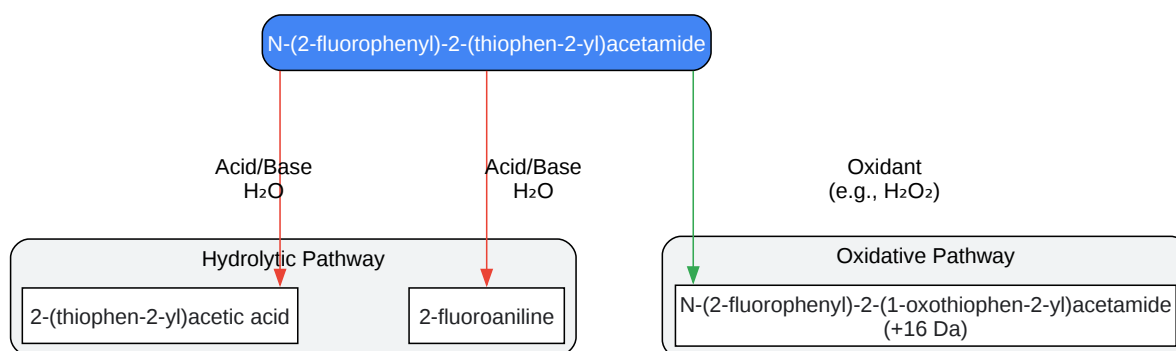 N-(2-fluorophenyl)-2-(thiophen-2-yl)acetamide
Acid/Base
H₂O
Acid/Base
H₂O
Oxidant
(e.g., H₂O₂)
Hydrolytic Pathway
Oxidative Pathway
2-(thiophen-2-yl)acetic acid
2-fluoroaniline
N-(2-fluorophenyl)-2-(1-oxothiophen-2-yl)acetamide
(+16 Da)